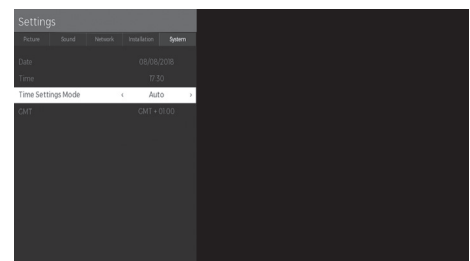 Settings
Picture Sound Network Installation System
Date 08/08/2018
Time 17:30
Time Settings Mode ‹ Auto ›
GMT GMT + 01:00